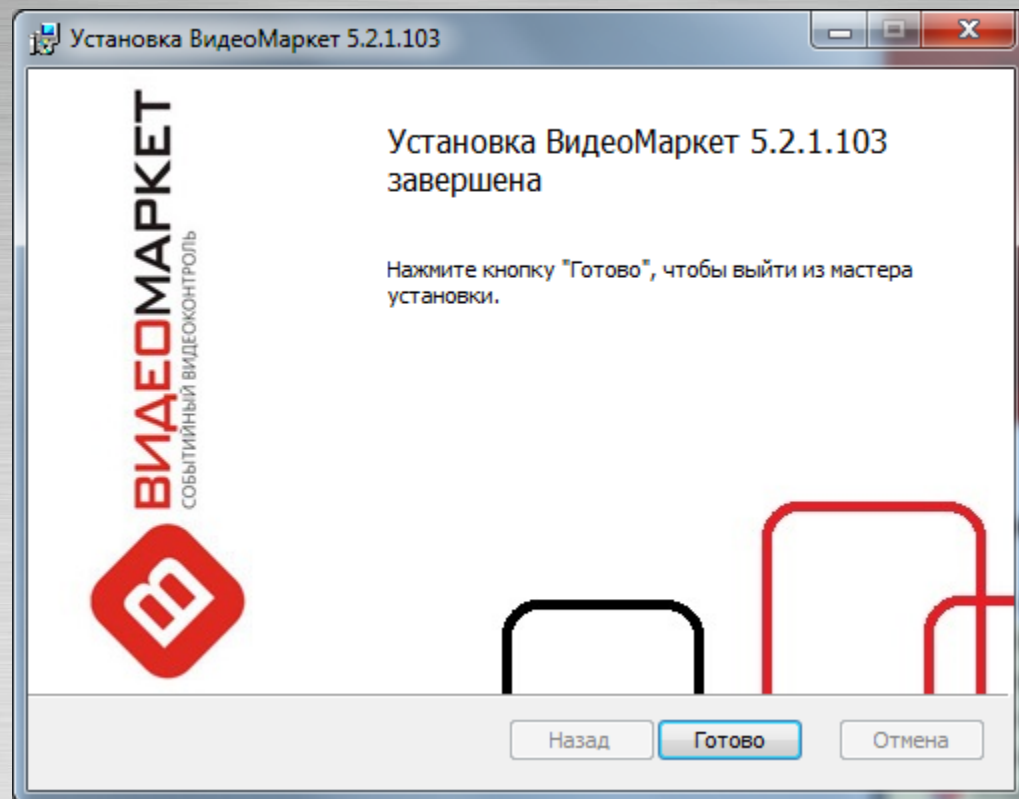 Установка ВидеоМаркет 5.2.1.103
ВИДЕОМАРКЕТ
СОБЫТИЙНЫЙ ВИДЕОКОНТРОЛЬ
В
Установка ВидеоМаркет 5.2.1.103
завершена
Нажмите кнопку "Готово", чтобы выйти из мастера
установки.
Назад
Готово
Отмена